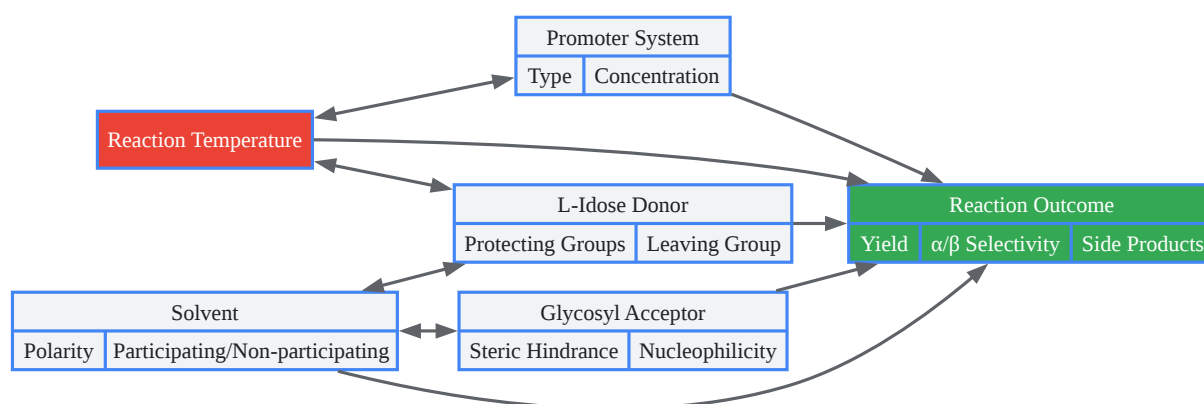 Promoter System
Type
Concentration
Reaction Temperature
L-Idose Donor
Protecting Groups
Leaving Group
Reaction Outcome
Yield
α/β Selectivity
Side Products
Solvent
Polarity
Participating/Non-participating
Glycosyl Acceptor
Steric Hindrance
Nucleophilicity